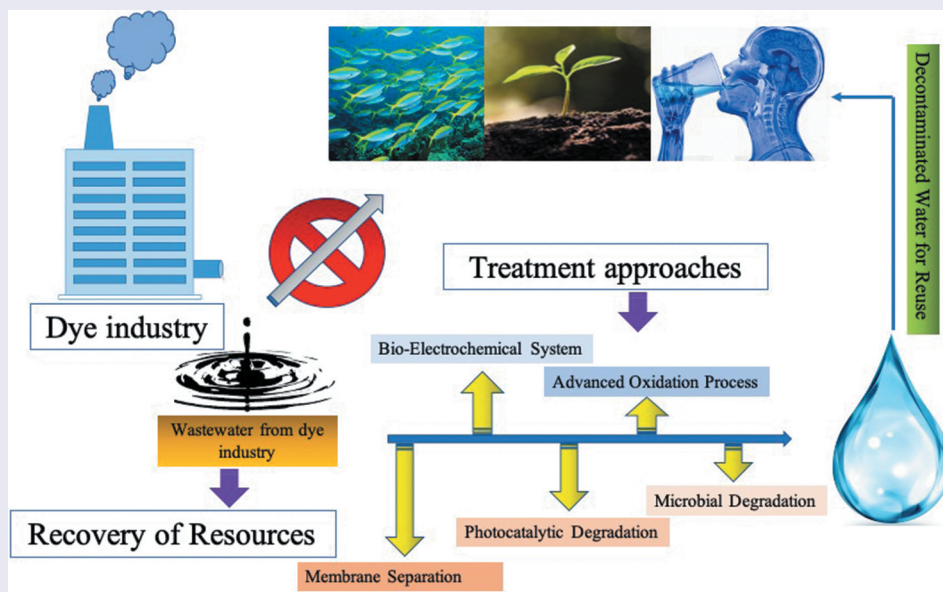 Decontaminated Water for Reuse
Treatment approaches
Dye industry
Bio-Electrochemical System
Advanced Oxidation Process
Wastewater from dye
industry
Microbial Degradation
Recovery of Resources
Photocatalytic Degradation
Membrane Separation